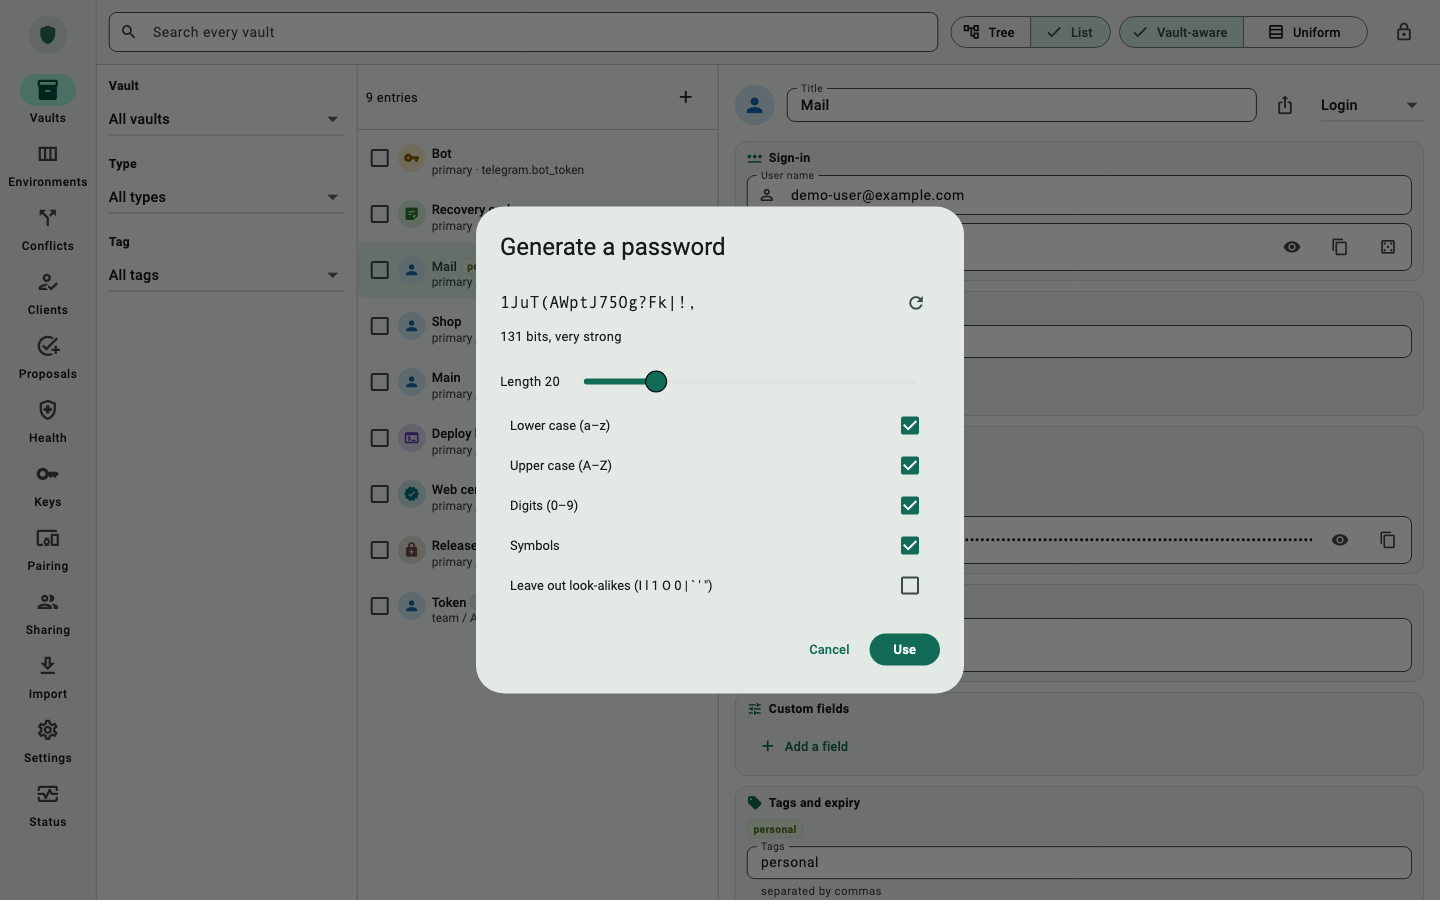 Search every vault
Tree
List
Vault-aware
Uniform
Vaults
Environments
Conflicts
Clients
Proposals
Health
Keys
Pairing
Sharing
Import
Settings
Status
Vault
All vaults
Type
All types
Tag
All tags
9 entries
Bot
primary · telegram.bot_token
Recovery
primary
Mail
primary
Shop
primary
Main
primary
Deploy
primary
Web
primary
Release
primary
Token
team / A
Title
Mail
Login
Sign-in
User name
demo-user@example.com
Generate a password
1JuT(AWptJ75Og?Fk|!,
131 bits, very strong
Length 20
Lower case (a–z)
Upper case (A–Z)
Digits (0–9)
Symbols
Leave out look-alikes (I l 1 O 0 | ` ' ")
Cancel
Use
Custom fields
Add a field
Tags and expiry
personal
Tags
personal
separated by commas